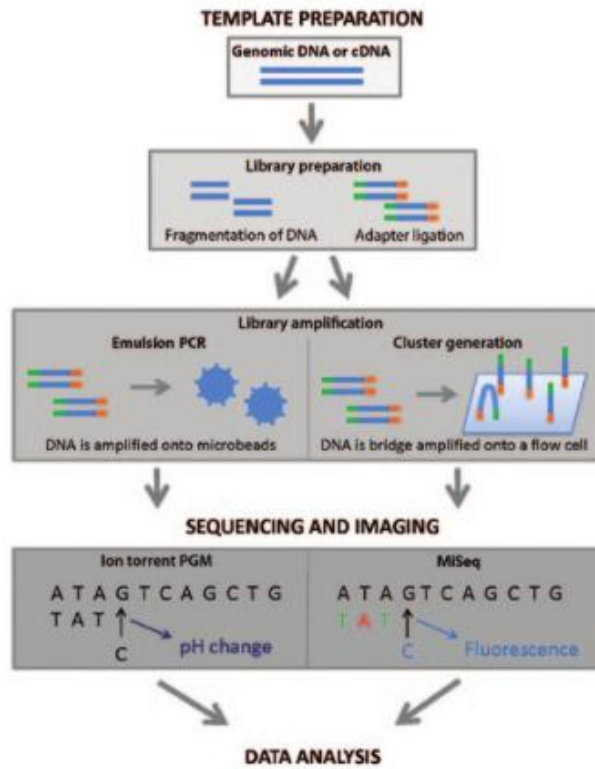 TEMPLATE PREPARATION
Genomic DNA or cDNA
Library preparation
Fragmentation of DNA
Adapter ligation
Library amplification
Emulsion PCR
Cluster generation
DNA is amplified onto microbeads
DNA is bridge amplified onto a flow cell
SEQUENCING AND IMAGING
Ion torrent PGM
A T A G T C A G C T G
T A T
C
pH change
MiSeq
A T A G T C A G C T G
T A T
C
Fluorescence
DATA ANALYSIS